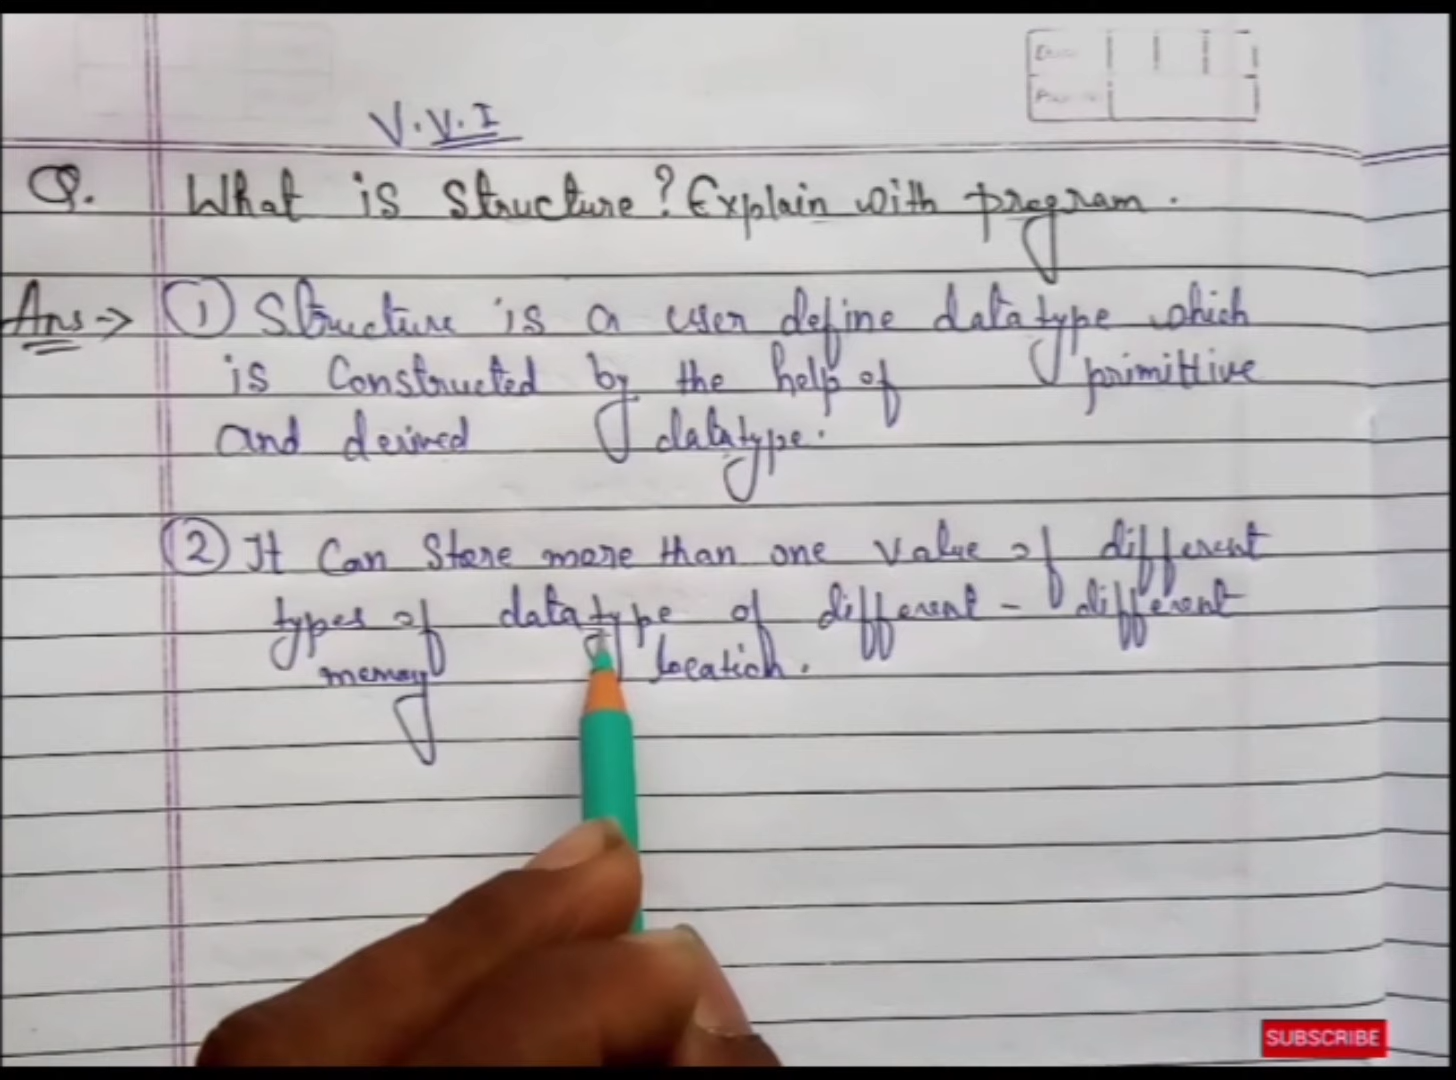 V.V.I
Q. What is structure? Explain with program.
Ans → ① Structure is a user define datatype which
is constructed by the help of primittive
and derived datatype.
② It can store more than one value of different
types of datatype of different - different
memoy location.
SUBSCRIBE